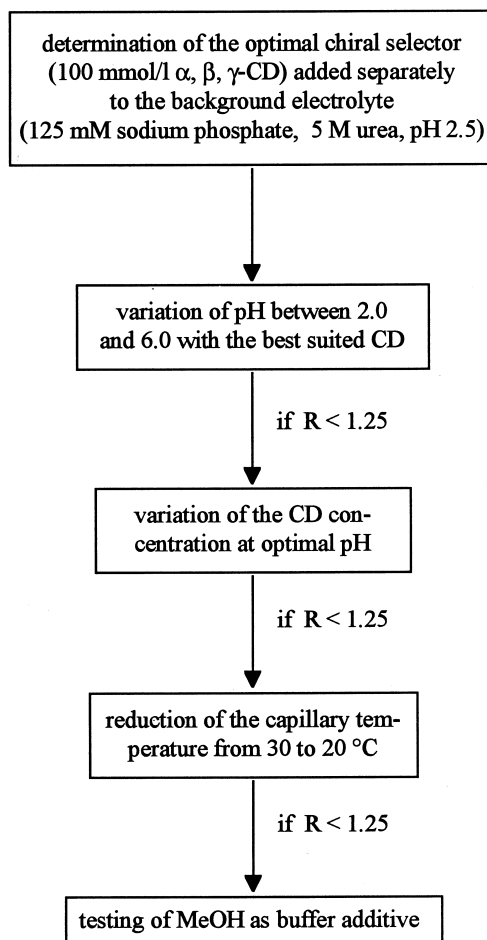 determination of the optimal chiral selector
(100 mmol/l α, β, γ-CD) added separately
to the background electrolyte
(125 mM sodium phosphate, 5 M urea, pH 2.5)
variation of pH between 2.0
and 6.0 with the best suited CD
if R < 1.25
variation of the CD con-
centration at optimal pH
if R < 1.25
reduction of the capillary tem-
perature from 30 to 20 °C
if R < 1.25
testing of MeOH as buffer additive